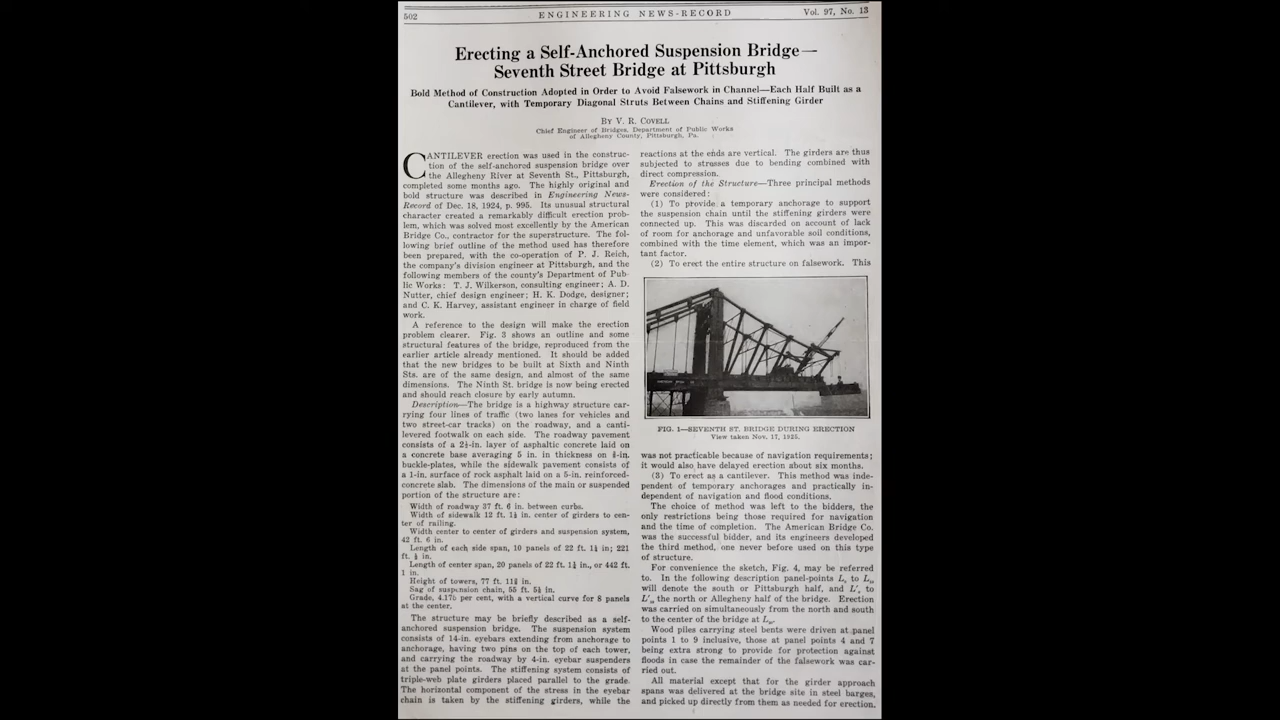 502
ENGINEERING NEWS-RECORD
Vol. 97, No. 13
Erecting a Self-Anchored Suspension Bridge—
Seventh Street Bridge at Pittsburgh
Bold Method of Construction Adopted in Order to Avoid Falsework in Channel—Each Half Built as a
Cantilever, with Temporary Diagonal Struts Between Chains and Stiffening Girder
BY V. R. COVELL
Chief Engineer of Bridges, Department of Public Works
of Allegheny County, Pittsburgh, Pa.
CANTILEVER erection was used in the construc-
tion of the self-anchored suspension bridge over
the Allegheny River at Seventh St., Pittsburgh,
completed some months ago. The highly original and
bold structure was described in Engineering News-
Record of Dec. 18, 1924, p. 995. Its unusual structural
character created a remarkably difficult erection prob-
lem, which was solved most excellently by the American
Bridge Co., contractor for the superstructure. The fol-
lowing brief outline of the method used has therefore
been prepared, with the co-operation of P. J. Reich,
the company's division engineer at Pittsburgh, and the
following members of the county's Department of Pub-
lic Works: T. J. Wilkerson, consulting engineer; A. D.
Nutter, chief design engineer; H. K. Dodge, designer;
and C. K. Harvey, assistant engineer in charge of field
work.
A reference to the design will make the erection
problem clearer. Fig. 3 shows an outline and some
structural features of the bridge, reproduced from the
earlier article already mentioned. It should be added
that the new bridges to be built at Sixth and Ninth
Sts. are of the same design, and almost of the same
dimensions. The Ninth St. bridge is now being erected
and should reach closure by early autumn.
Description—The bridge is a highway structure car-
rying four lines of traffic (two lanes for vehicles and
two street-car tracks) on the roadway, and a canti-
levered footwalk on each side. The roadway pavement
consists of a 2½-in. layer of asphaltic concrete laid on
a concrete base averaging 5 in. in thickness on -in.
buckle-plates, while the sidewalk pavement consists of
a 1-in. surface of rock asphalt laid on a 5-in. reinforced-
concrete slab. The dimensions of the main or suspended
portion of the structure are:
Width of roadway 37 ft. 6 in. between curbs.
Width of sidewalk 12 ft. 1½ in. center of girders to cen-
ter of railing.
Width center to center of girders and suspension system,
42 ft. 6 in.
Length of each side span, 10 panels of 22 ft. in; 221
ft. in.
Length of center span, 20 panels of 22 ft. in., or 442 ft.
1 in.
Height of towers, 77 ft. in.
Sag of suspension chain, 55 ft. in.
Grade, 4.175 per cent, with a vertical curve for 8 panels
at the center.
The structure may be briefly described as a self-
anchored suspension bridge. The suspension system
consists of 14-in. eyebars extending from anchorage to
anchorage, having two pins on the top of each tower,
and carrying the roadway by 4-in. eyebar suspenders
at the panel points. The stiffening system consists of
triple-web plate girders placed parallel to the grade.
The horizontal component of the stress in the eyebar
chain is taken by the stiffening girders, while the
reactions at the ends are vertical. The girders are thus
subjected to stresses due to bending combined with
direct compression.
Erection of the Structure—Three principal methods
were considered:
(1) To provide a temporary anchorage to support
the suspension chain until the stiffening girders were
connected up. This was discarded on account of lack
of room for anchorage and unfavorable soil conditions,
combined with the time element, which was an impor-
tant factor.
(2) To erect the entire structure on falsework. This
FIG. 1—SEVENTH ST. BRIDGE DURING ERECTION
View taken Nov. 17, 1925.
was not practicable because of navigation requirements;
it would also have delayed erection about six months.
(3) To erect as a cantilever. This method was inde-
pendent of temporary anchorages and practically in-
dependent of navigation and flood conditions.
The choice of method was left to the bidders, the
only restrictions being those required for navigation
and the time of completion. The American Bridge Co.
was the successful bidder, and its engineers developed
the third method, one never before used on this type
of structure.
For convenience the sketch, Fig. 4, may be referred
to. In the following description panel-points to
will denote the south or Pittsburgh half, and to
the north or Allegheny half of the bridge. Erection
was carried on simultaneously from the north and south
to the center of the bridge at
Wood piles carrying steel bents were driven at panel
points 1 to 9 inclusive, those at panel points 4 and 7
being extra strong to provide for protection against
floods in case the remainder of the falsework was car-
ried out.
All material except that for the girder approach
spans was delivered at the bridge site in steel barges,
and picked up directly from them as needed for erection.